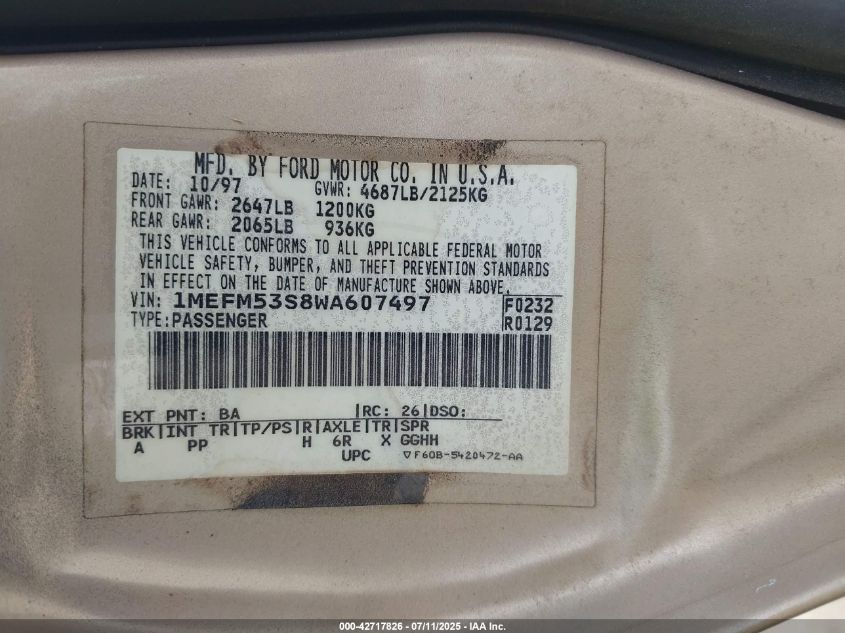 MFD. BY FORD MOTOR CO. IN U.S.A.
DATE: 10/97 GVWR: 4687LB/2125KG
FRONT GAWR: 2647LB 1200KG
REAR GAWR: 2065LB 936KG
THIS VEHICLE CONFORMS TO ALL APPLICABLE FEDERAL MOTOR
VEHICLE SAFETY, BUMPER, AND THEFT PREVENTION STANDARDS
IN EFFECT ON THE DATE OF MANUFACTURE SHOWN ABOVE.
VIN: 1MEFM53S8WA607497 F0232
TYPE: PASSENGER R0129
EXT PNT: BA |RC: 26|DSO:
BRK|INT TR|TP/PS|R|AXLE|TR|SPR
A PP H 6R X GGHH
UPC ▽F60B-5420472-AA
000-42717826 - 07/11/2025 - IAA Inc.